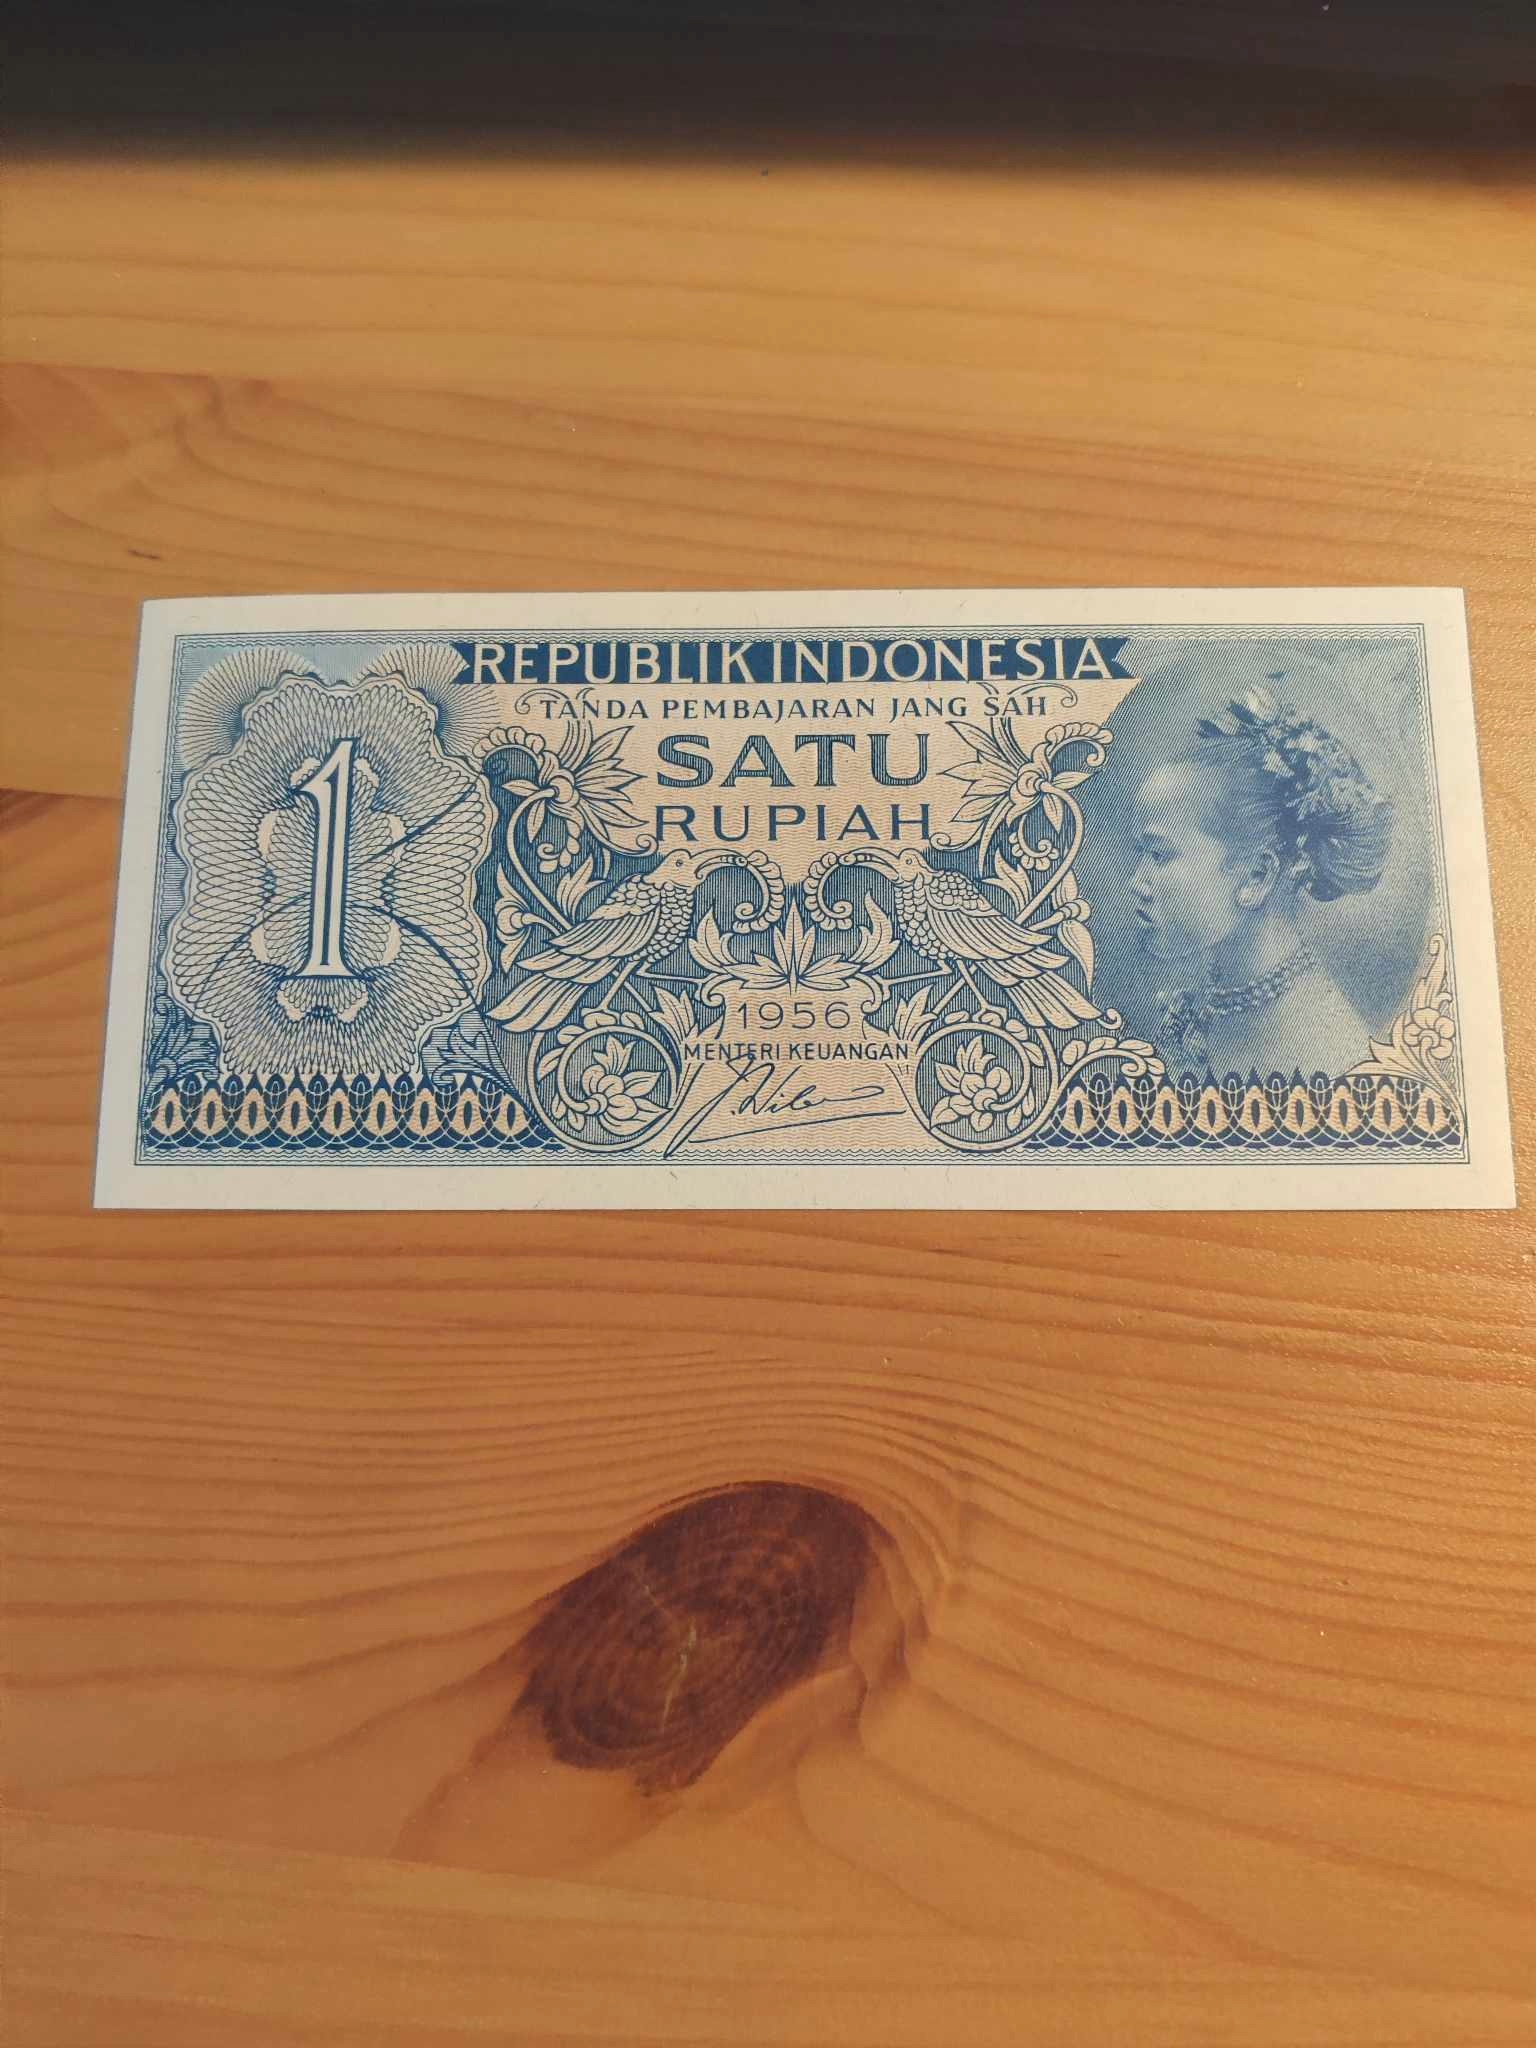 REPUBLIK INDONESIA
TANDA PEMBAJARAN JANG SAH
SATU
RUPIAH
1
1956
MENTERI KEUANGAN